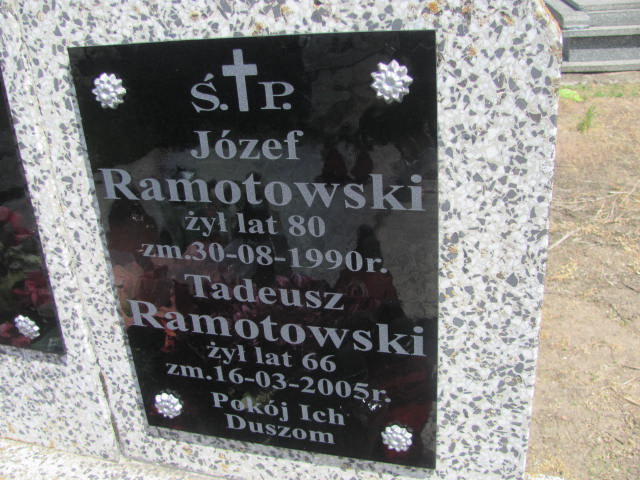 Ś.P.
Józef
Ramotowski
żył lat 80
zm.30-08-1990r.
Tadeusz
Ramotowski
żył lat 66
zm.16-03-2005r.
Pokój Ich
Duszom